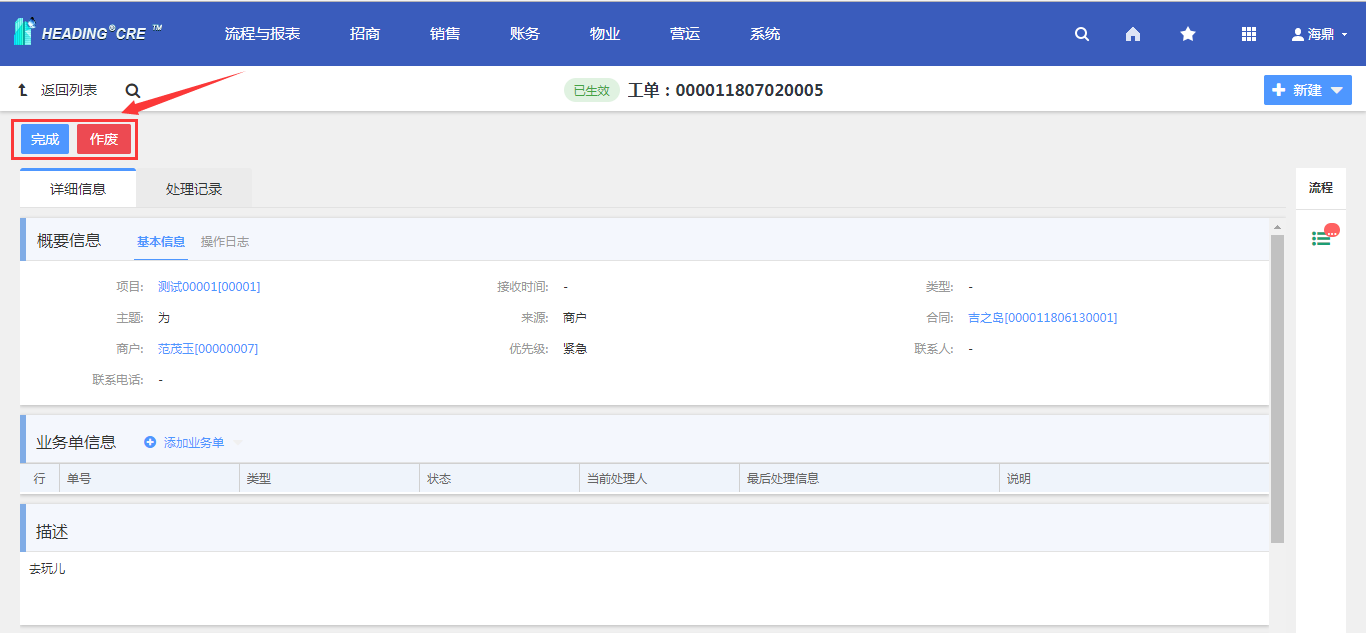 HEADING®CRE ™ 流程与报表 招商 销售 账务 物业 营运 系统 海鼎
返回列表 已生效 工单：000011807020005 新建
完成 作废
详细信息 处理记录 流程
概要信息 基本信息 操作日志
项目: 测试00001[00001] 接收时间: - 类型: -
主题: 为 来源: 商户 合同: 吉之岛[000011806130001]
商户: 范茂玉[00000007] 优先级: 紧急 联系人: -
联系电话: -
业务单信息 添加业务单
行 单号 类型 状态 当前处理人 最后处理信息 说明
描述
去玩儿